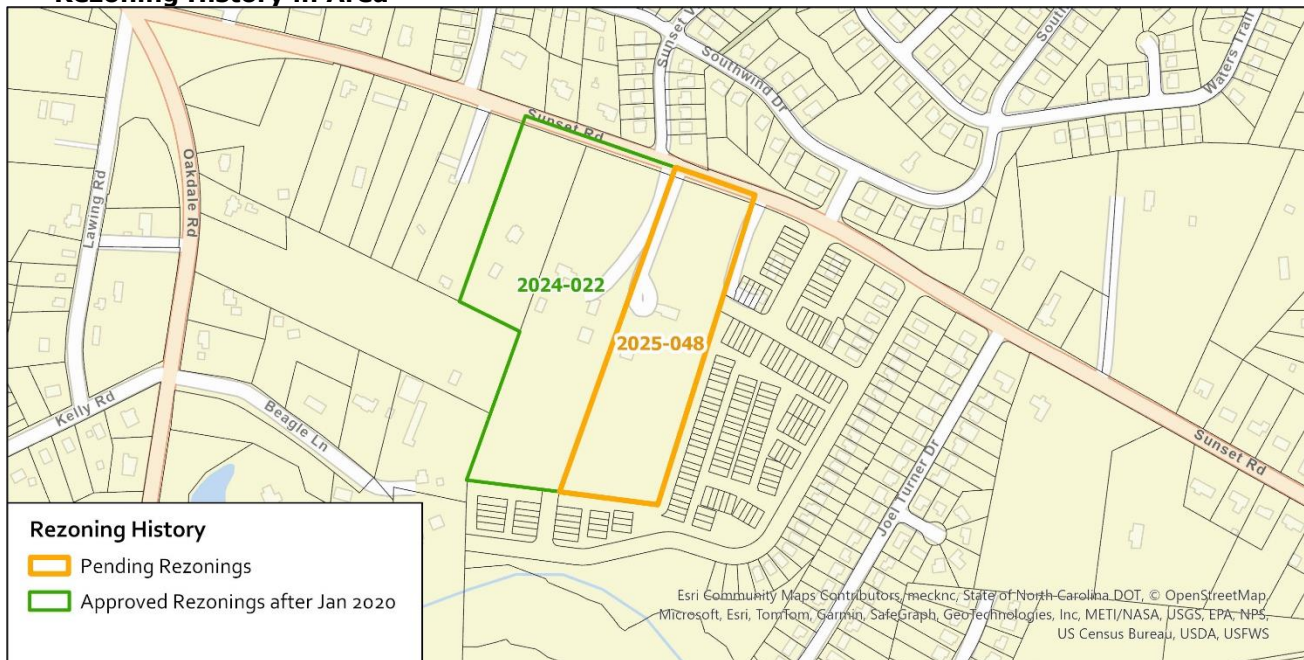 Rezoning History in Area
Sunset Rd
Southwind Dr
Waters Trail
Lawing Rd
Oakdale Rd
2024-022
2025-048
Kelly Rd
Beagle Ln
Joel Turner Dr
Sunset Rd
Rezoning History
Pending Rezonings
Approved Rezonings after Jan 2020
Esri Community Maps Contributors, mecknc, State of North Carolina DOT, © OpenStreetMap,
Microsoft, Esri, TomTom, Garmin, SafeGraph, GeoTechnologies, Inc, METI/NASA, USGS, EPA, NPS,
US Census Bureau, USDA, USFWS